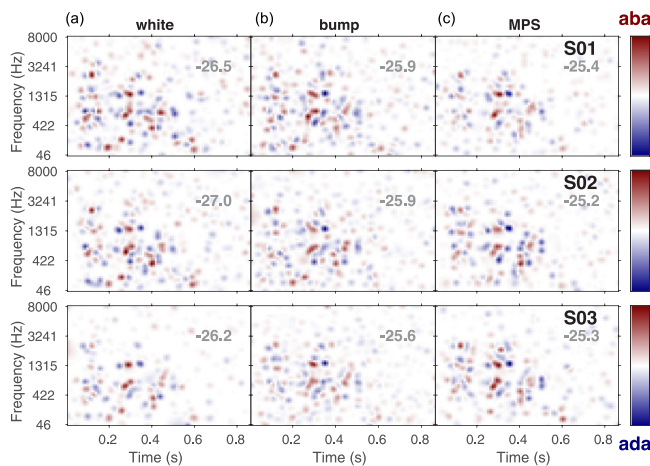 (a) white (b) bump (c) MPS aba
8000 -26.5 -25.9 S01 -25.4
3241
1315
422
46
Frequency (Hz)
8000 -27.0 -25.9 S02 -25.2
3241
1315
422
46
Frequency (Hz)
8000 -26.2 -25.6 S03 -25.3
3241
1315
422
46
Frequency (Hz)
0.2 0.4 0.6 0.8 0.2 0.4 0.6 0.8 0.2 0.4 0.6 0.8 ada
Time (s) Time (s) Time (s)